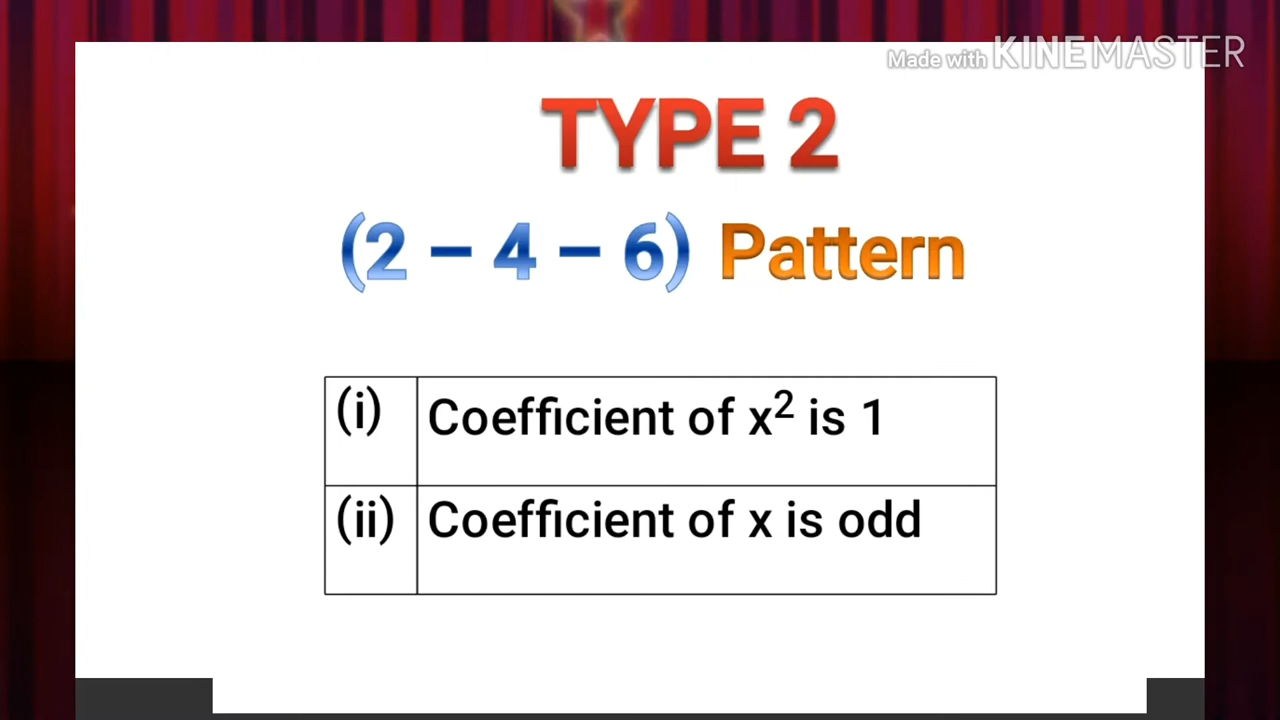 Made with KINEMASTER
TYPE 2
(2 – 4 – 6) Pattern
(i) Coefficient of x² is 1
(ii) Coefficient of x is odd